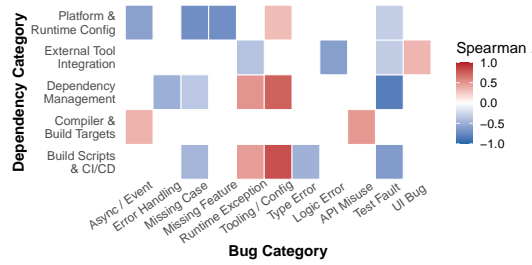 Platform &
Runtime Config
External Tool
Integration
Dependency
Management
Compiler &
Build Targets
Build Scripts
& CI/CD
Dependency Category
Async / Event
Error Handling
Missing Case
Missing Feature
Runtime Exception
Tooling / Config
Type Error
Logic Error
API Misuse
Test Fault
UI Bug
Bug Category
Spearman
1.0
0.5
0.0
−0.5
−1.0